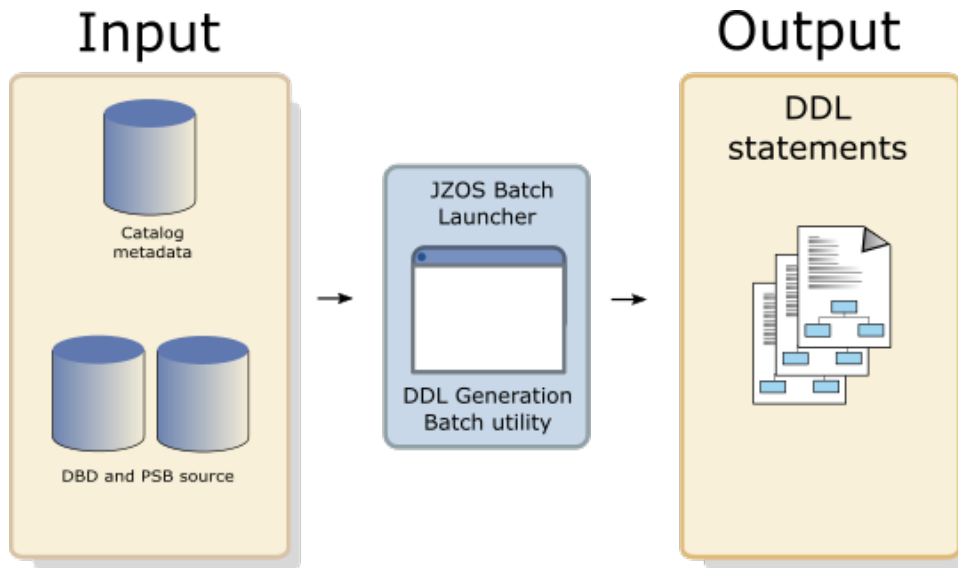 Input
Output
Catalog
metadata
DBD and PSB source
JZOS Batch
Launcher
DDL Generation
Batch utility
DDL
statements